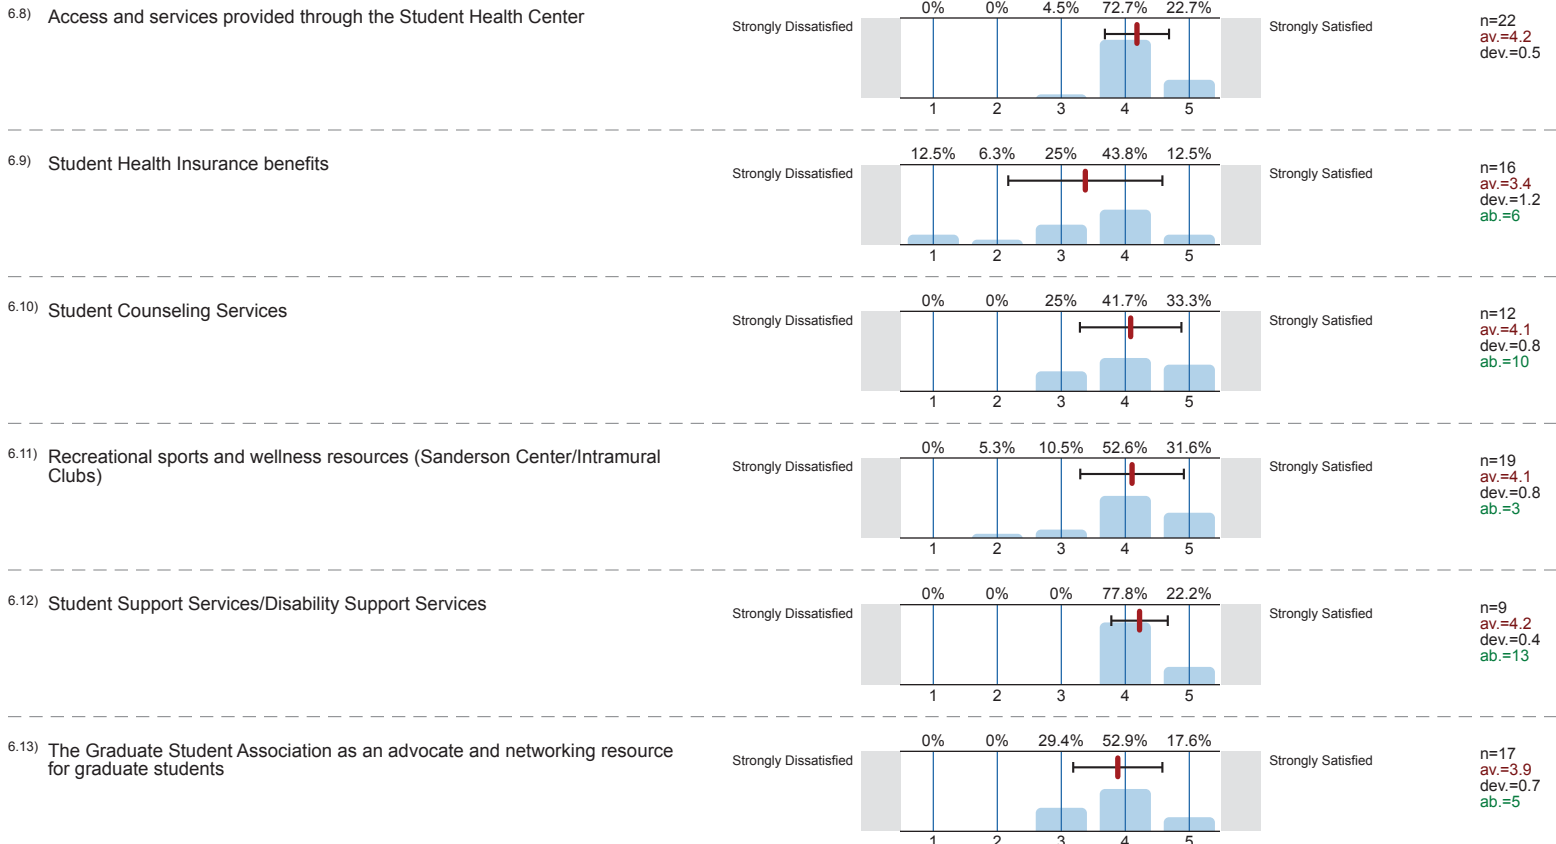 6.8) Access and services provided through the Student Health Center
Strongly Dissatisfied
0% 0% 4.5% 72.7% 22.7%
1 2 3 4 5
Strongly Satisfied
n=22
av.=4.2
dev.=0.5
6.9) Student Health Insurance benefits
Strongly Dissatisfied
12.5% 6.3% 25% 43.8% 12.5%
1 2 3 4 5
Strongly Satisfied
n=16
av.=3.4
dev.=1.2
ab.=6
6.10) Student Counseling Services
Strongly Dissatisfied
0% 0% 25% 41.7% 33.3%
1 2 3 4 5
Strongly Satisfied
n=12
av.=4.1
dev.=0.8
ab.=10
6.11) Recreational sports and wellness resources (Sanderson Center/Intramural
Clubs)
Strongly Dissatisfied
0% 5.3% 10.5% 52.6% 31.6%
1 2 3 4 5
Strongly Satisfied
n=19
av.=4.1
dev.=0.8
ab.=3
6.12) Student Support Services/Disability Support Services
Strongly Dissatisfied
0% 0% 0% 77.8% 22.2%
1 2 3 4 5
Strongly Satisfied
n=9
av.=4.2
dev.=0.4
ab.=13
6.13) The Graduate Student Association as an advocate and networking resource
for graduate students
Strongly Dissatisfied
0% 0% 29.4% 52.9% 17.6%
1 2 3 4 5
Strongly Satisfied
n=17
av.=3.9
dev.=0.7
ab.=5